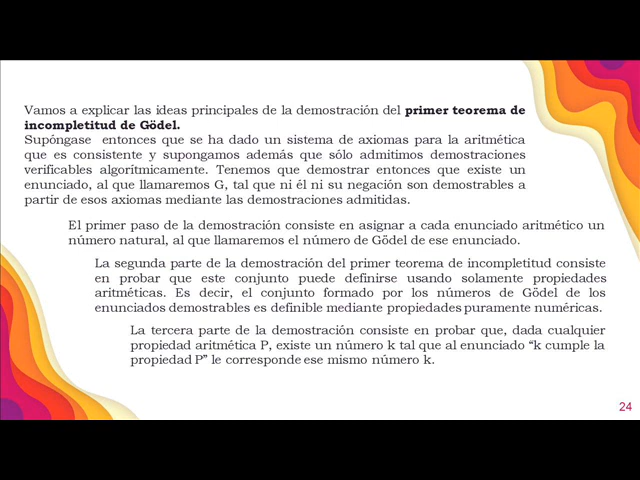 Vamos a explicar las ideas principales de la demostración del primer teorema de
incompletitud de Gödel.
Supóngase entonces que se ha dado un sistema de axiomas para la aritmética
que es consistente y supongamos además que sólo admitimos demostraciones
verificables algorítmicamente. Tenemos que demostrar entonces que existe un
enunciado, al que llamaremos G, tal que ni él ni su negación son demostrables a
partir de esos axiomas mediante las demostraciones admitidas.
El primer paso de la demostración consiste en asignar a cada enunciado aritmético un
número natural, al que llamaremos el número de Gödel de ese enunciado.
La segunda parte de la demostración del primer teorema de incompletitud consiste
en probar que este conjunto puede definirse usando solamente propiedades
aritméticas. Es decir, el conjunto formado por los números de Gödel de los
enunciados demostrables es definible mediante propiedades puramente numéricas.
La tercera parte de la demostración consiste en probar que, dada cualquier
propiedad aritmética P, existe un número k tal que al enunciado “k cumple la
propiedad P” le corresponde ese mismo número k.
24